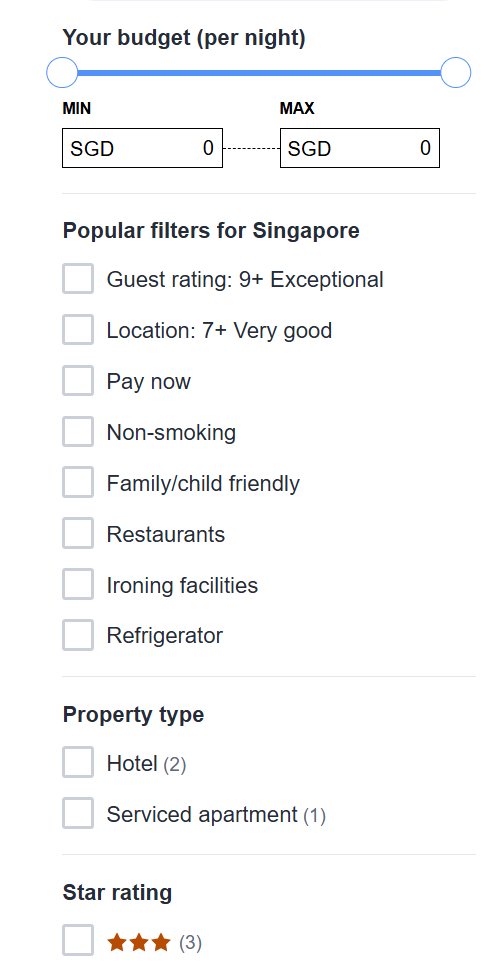 Your budget (per night)
MIN MAX
SGD 0 SGD 0
Popular filters for Singapore
Guest rating: 9+ Exceptional
Location: 7+ Very good
Pay now
Non-smoking
Family/child friendly
Restaurants
Ironing facilities
Refrigerator
Property type
Hotel (2)
Serviced apartment (1)
Star rating
(3)